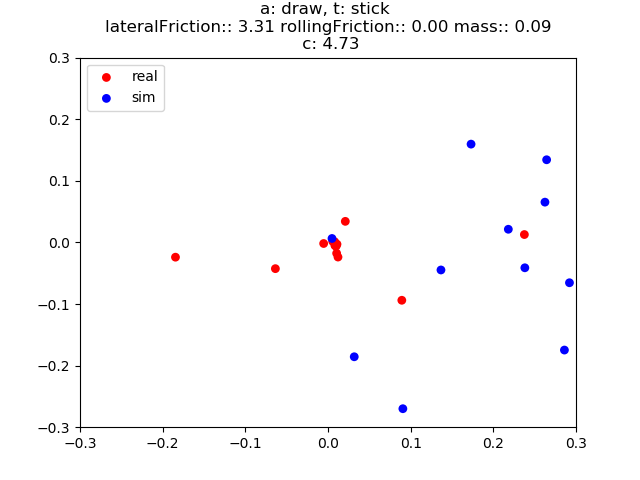 a: draw, t: stick
lateralFriction:: 3.31 rollingFriction:: 0.00 mass:: 0.09
c: 4.73
real
sim
0.3
0.2
0.1
0.0
−0.1
−0.2
−0.3
−0.3 −0.2 −0.1 0.0 0.1 0.2 0.3